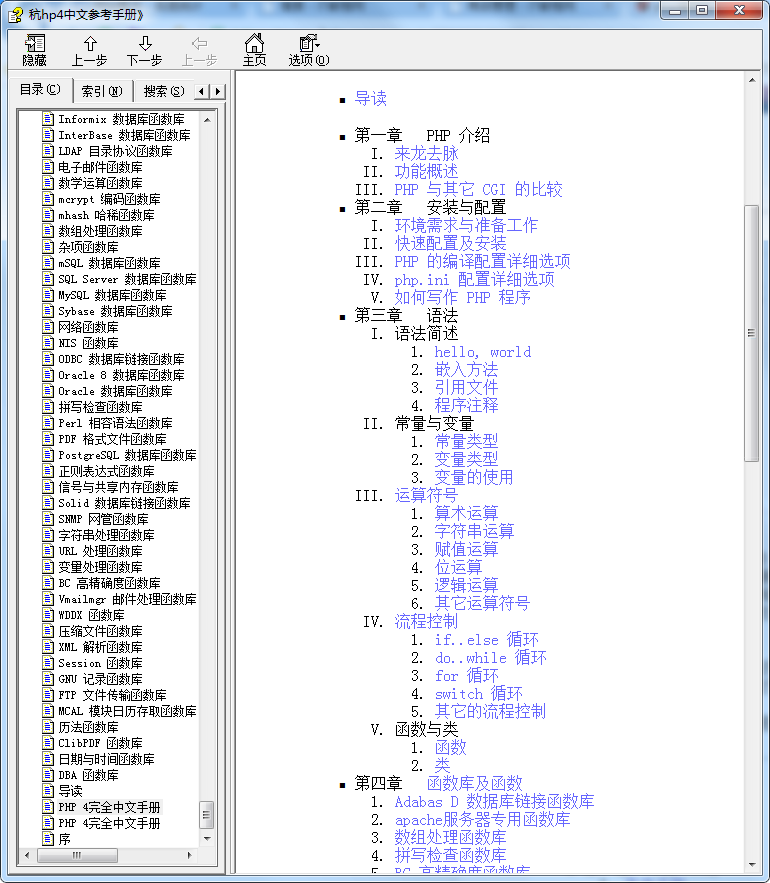 秔hp4中文参考手册》
隐藏 上一步 下一步 上一步 主页 选项(O)
目录(C) 索引(N) 搜索(S)
Informix 数据库函数库
InterBase 数据库函数库
LDAP 目录协议函数库
电子邮件函数库
数学运算函数库
mcrypt 编码函数库
mhash 哈稀函数库
数组处理函数库
杂项函数库
mSQL 数据库函数库
SQL Server 数据库函数库
MySQL 数据库函数库
Sybase 数据库函数库
网络函数库
NIS 函数库
ODBC 数据库链接函数库
Oracle 8 数据库函数库
Oracle 数据库函数库
拼写检查函数库
Perl 相容语法函数库
PDF 格式文件函数库
PostgreSQL 数据库函数库
正则表达式函数库
信号与共享内存函数库
Solid 数据库链接函数库
SNMP 网管函数库
字符串处理函数库
URL 处理函数库
变量处理函数库
BC 高精确度函数库
Vmailmgr 邮件处理函数库
WDDX 函数库
压缩文件函数库
XML 解析函数库
Session 函数库
GNU 记录函数库
FTP 文件传输函数库
MCAL 模块日历存取函数库
历法函数库
ClibPDF 函数库
日期与时间函数库
DBA 函数库
导读
PHP 4完全中文手册
PHP 4完全中文手册
序
导读
第一章 PHP 介绍
I. 来龙去脉
II. 功能概述
III. PHP 与其它 CGI 的比较
第二章 安装与配置
I. 环境需求与准备工作
II. 快速配置及安装
III. PHP 的编译配置详细选项
IV. php.ini 配置详细选项
V. 如何写作 PHP 程序
第三章 语法
I. 语法简述
1. hello, world
2. 嵌入方法
3. 引用文件
4. 程序注释
II. 常量与变量
1. 常量类型
2. 变量类型
3. 变量的使用
III. 运算符号
1. 算术运算
2. 字符串运算
3. 赋值运算
4. 位运算
5. 逻辑运算
6. 其它运算符号
IV. 流程控制
1. if..else 循环
2. do..while 循环
3. for 循环
4. switch 循环
5. 其它的流程控制
V. 函数与类
1. 函数
2. 类
第四章 函数库及函数
1. Adabas D 数据库链接函数库
2. apache服务器专用函数库
3. 数组处理函数库
4. 拼写检查函数库
5. BC 高精确度函数库